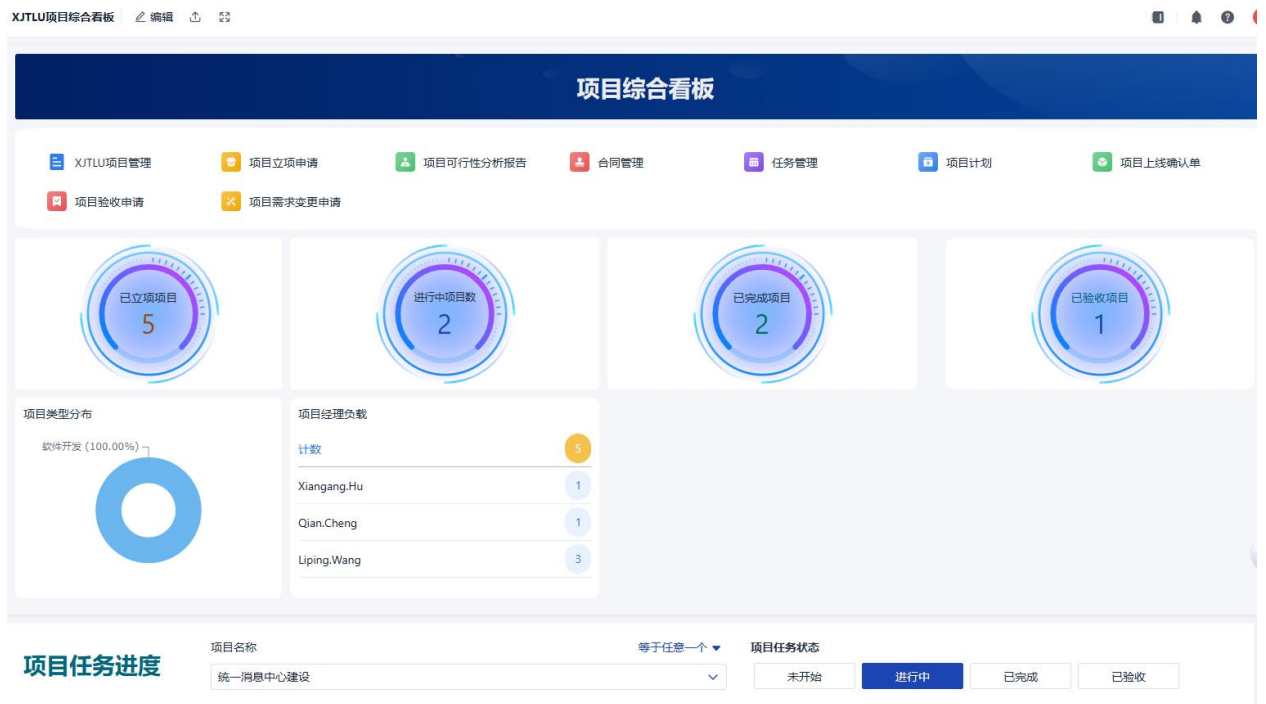 XJTLU项目综合看板 编辑
项目综合看板
XJTLU项目管理 项目立项申请 项目可行性分析报告 合同管理 任务管理 项目计划 项目上线确认单
项目验收申请 项目需求变更申请
已立项项目 进行中项目数 已完成项目 已验收项目
5 2 2 1
项目类型分布 项目经理负载
软件开发 (100.00%)
计数 5
Xiangang.Hu 1
Qian.Cheng 1
Liping.Wang 3
项目任务进度
项目名称 等于任意一个 项目任务状态
统一消息中心建设 未开始 进行中 已完成 已验收